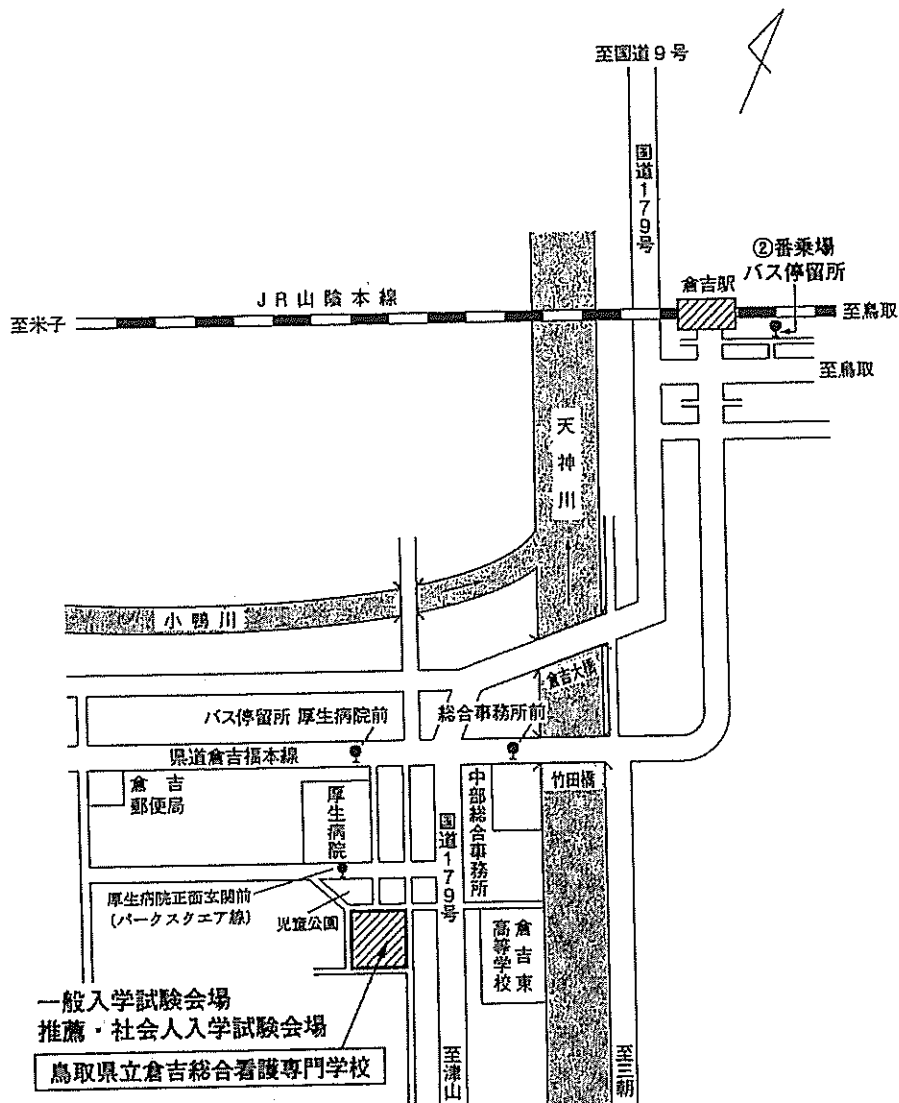 至国道9号
国道179号
②番乗場
バス停留所
倉吉駅
JR山陰本線
至米子
至鳥取
至鳥取
天神川
小鴨川
倉吉大橋
バス停留所 厚生病院前
総合事務所前
県道倉吉福本線
竹田橋
倉吉
郵便局
厚生病院
国道179号
中部総合事務所
厚生病院正面玄関前
(パークスクエア線)
児童公園
倉吉東
高等学校
一般入学試験会場
推薦・社会人入学試験会場
鳥取県立倉吉総合看護専門学校
至津山
至三朝